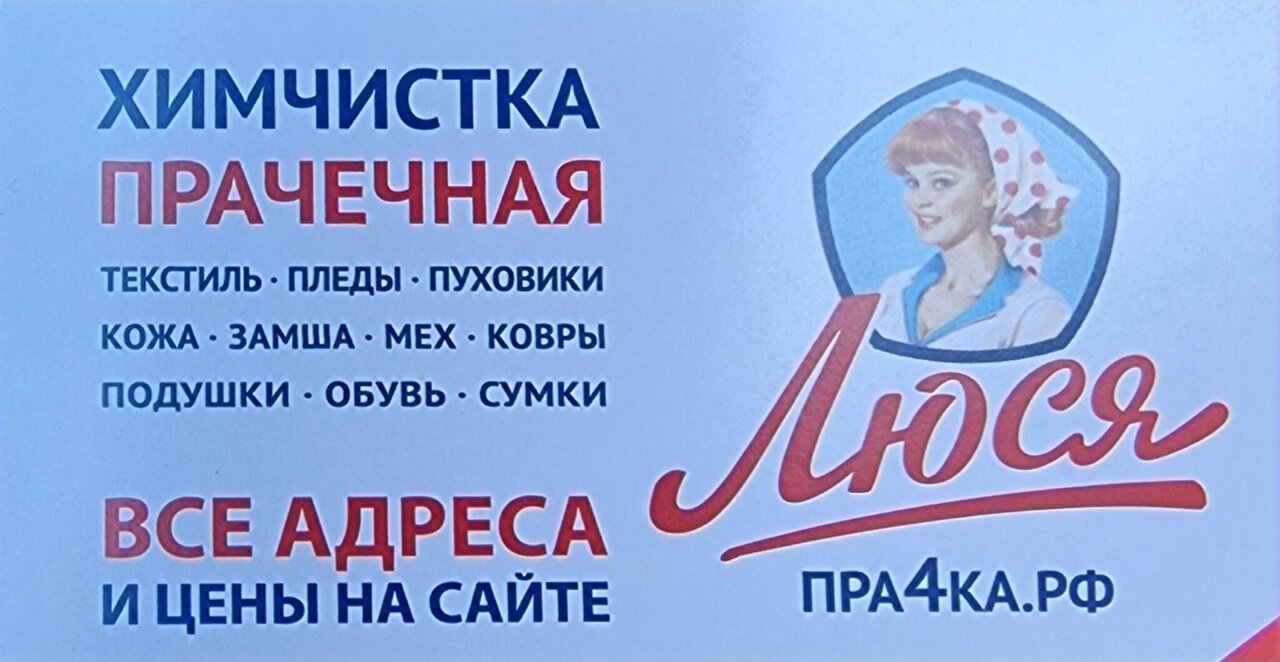 ХИМЧИСТКА
ПРАЧЕЧНАЯ
ТЕКСТИЛЬ · ПЛЕДЫ · ПУХОВИКИ
КОЖА · ЗАМША · МЕХ · КОВРЫ
ПОДУШКИ · ОБУВЬ · СУМКИ
ВСЕ АДРЕСА
И ЦЕНЫ НА САЙТЕ
Люся
ПРА4КА.РФ